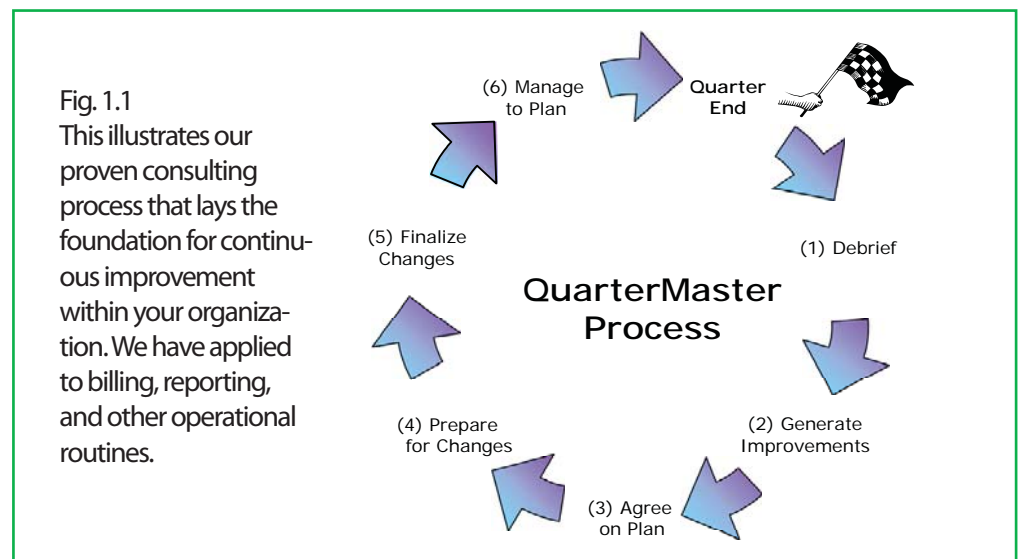 Fig. 1.1
This illustrates our
proven consulting
process that lays the
foundation for continu-
ous improvement
within your organiza-
tion. We have applied
to billing, reporting,
and other operational
routines.
QuarterMaster
Process
Quarter
End
(1) Debrief
(2) Generate
Improvements
(3) Agree
on Plan
(4) Prepare
for Changes
(5) Finalize
Changes
(6) Manage
to Plan